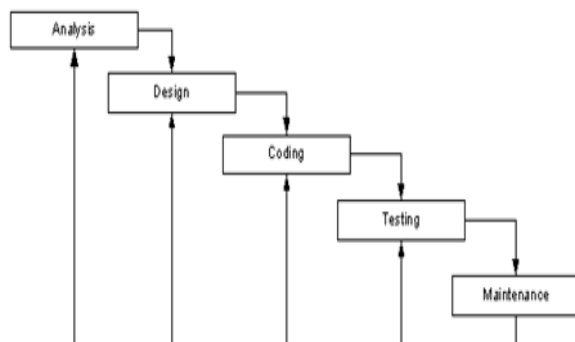 Analysis
Design
Coding
Testing
Maintenance